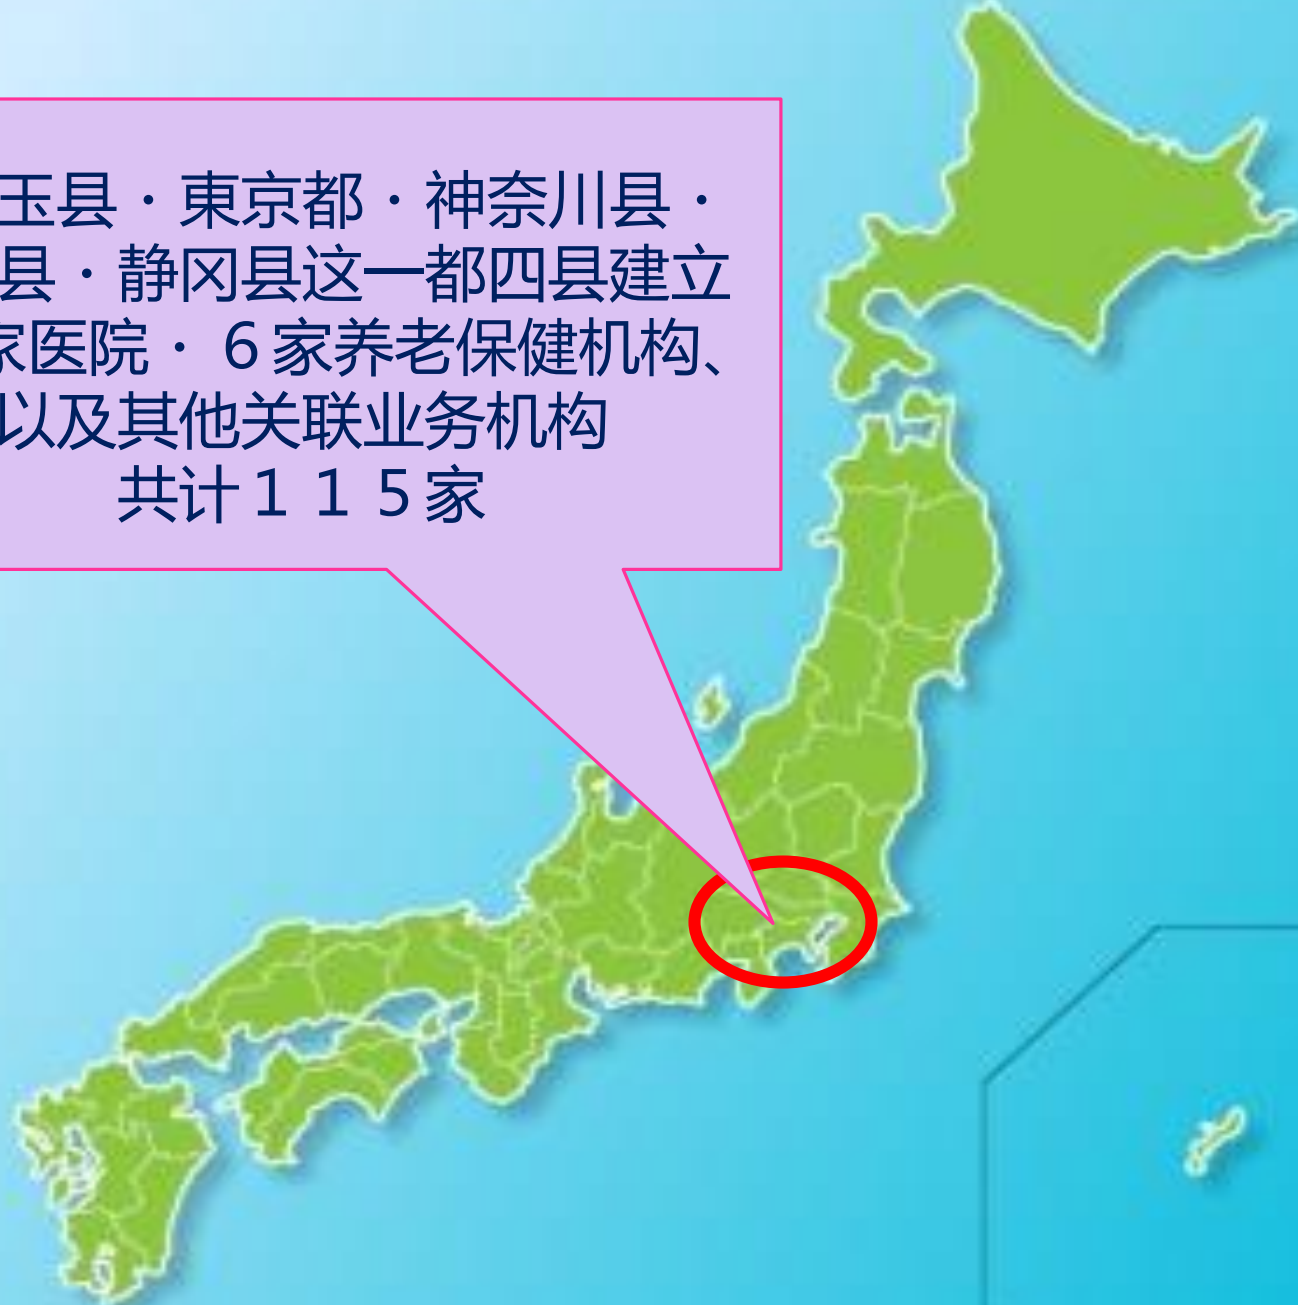 玉县・東京都・神奈川县・
县・静冈县这一都四县建立
家医院・６家养老保健机构、
以及其他关联业务机构
共计１１５家